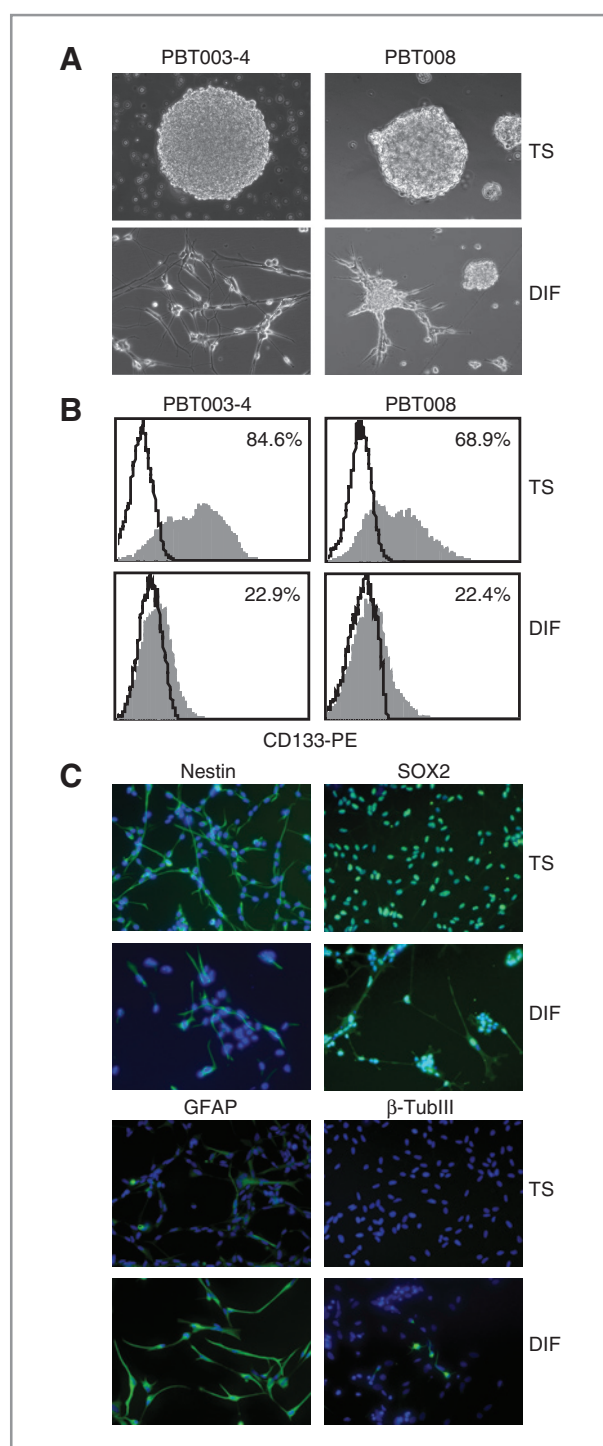 A
PBT003-4 PBT008
TS
DIF
B
PBT003-4 PBT008
84.6% 68.9%
TS
22.9% 22.4%
DIF
CD133-PE
C
Nestin SOX2
TS
DIF
GFAP β-TubIII
TS
DIF